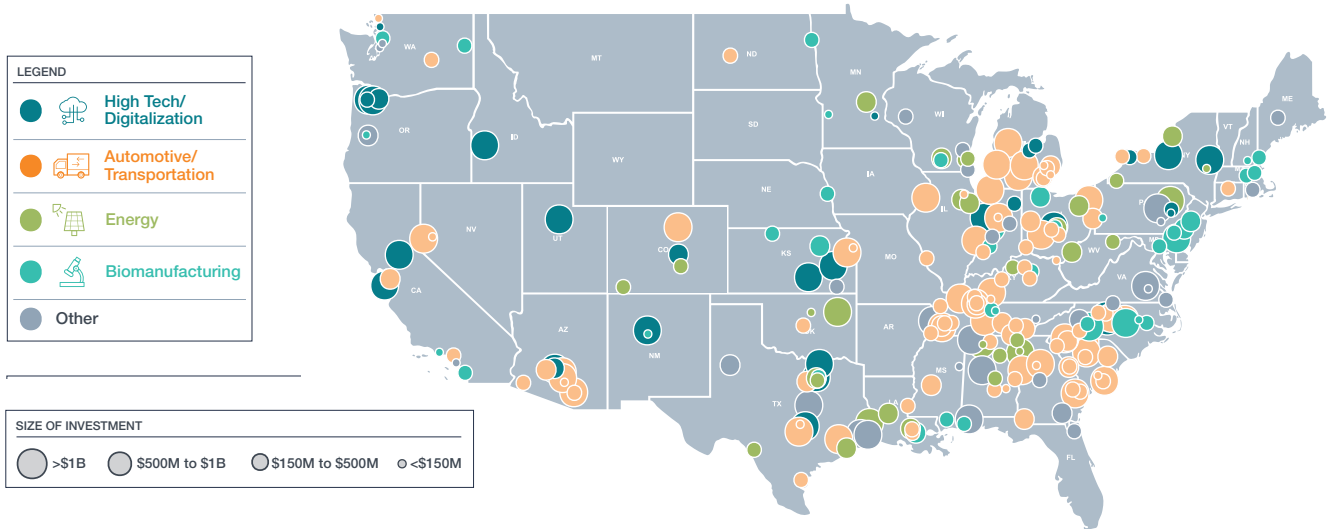 LEGEND
High Tech/
Digitalization
Automotive/
Transportation
Energy
Biomanufacturing
Other
SIZE OF INVESTMENT
>$1B
$500M to $1B
$150M to $500M
<$150M
WA
MT
ND
MN
WI
ME
VT
NH
OR
ID
SD
WY
IA
NE
IL
NV
UT
CO
KS
MO
WV
VA
CA
AZ
NM
AR
MS
TX
FL